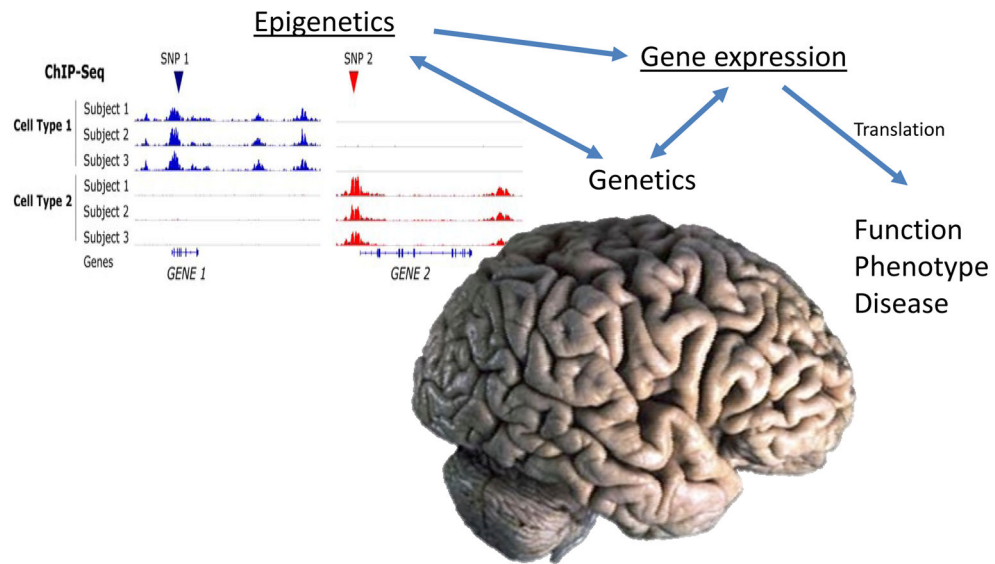 Epigenetics
Gene expression
ChIP-Seq
SNP 1
SNP 2
Cell Type 1
Subject 1
Subject 2
Subject 3
Cell Type 2
Subject 1
Subject 2
Subject 3
Genes
GENE 1
GENE 2
Genetics
Translation
Function
Phenotype
Disease